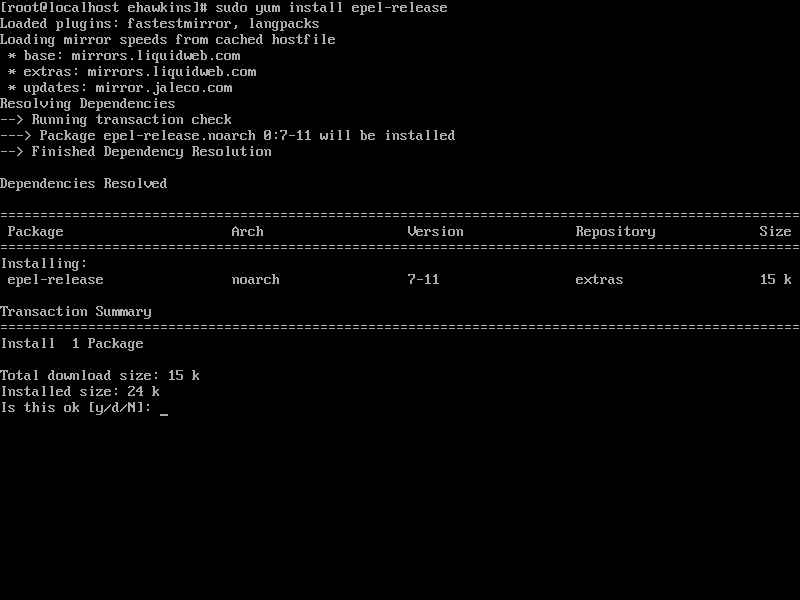 [root@localhost ehawkins]# sudo yum install epel-release
Loaded plugins: fastestmirror, langpacks
Loading mirror speeds from cached hostfile
 * base: mirrors.liquidweb.com
 * extras: mirrors.liquidweb.com
 * updates: mirror.jaleco.com
Resolving Dependencies
--> Running transaction check
---> Package epel-release.noarch 0:7-11 will be installed
--> Finished Dependency Resolution

Dependencies Resolved

====================================================================================================
 Package                     Arch                  Version              Repository             Size
====================================================================================================
Installing:
 epel-release                noarch                7-11                 extras                 15 k

Transaction Summary
====================================================================================================
Install  1 Package

Total download size: 15 k
Installed size: 24 k
Is this ok [y/d/N]: _